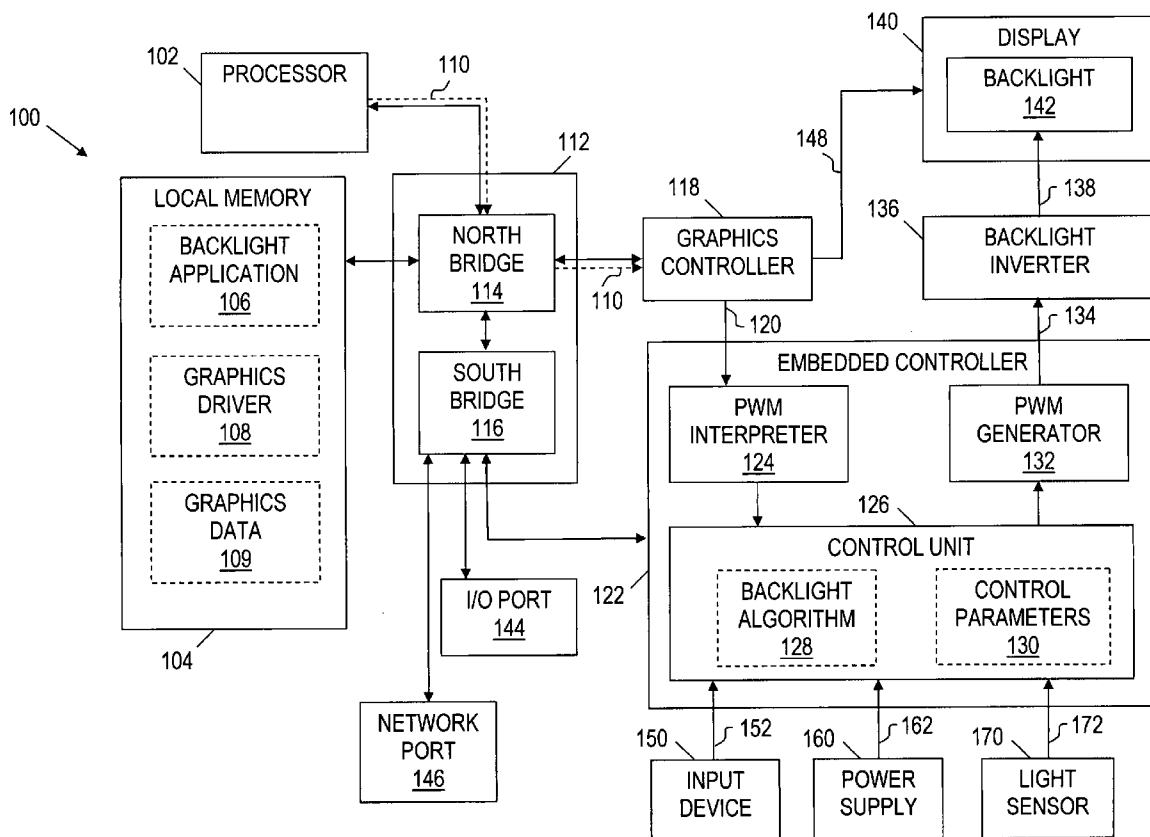 100
102
PROCESSOR
110
LOCAL MEMORY
BACKLIGHT
APPLICATION
106
GRAPHICS
DRIVER
108
GRAPHICS
DATA
109
104
112
NORTH
BRIDGE
114
SOUTH
BRIDGE
116
110
118
GRAPHICS
CONTROLLER
120
148
140
DISPLAY
BACKLIGHT
142
138
136
BACKLIGHT
INVERTER
134
EMBEDDED CONTROLLER
PWM
INTERPRETER
124
PWM
GENERATOR
132
126
CONTROL UNIT
BACKLIGHT
ALGORITHM
128
CONTROL
PARAMETERS
130
122
I/O PORT
144
NETWORK
PORT
146
150
152
INPUT
DEVICE
160
162
POWER
SUPPLY
170
172
LIGHT
SENSOR